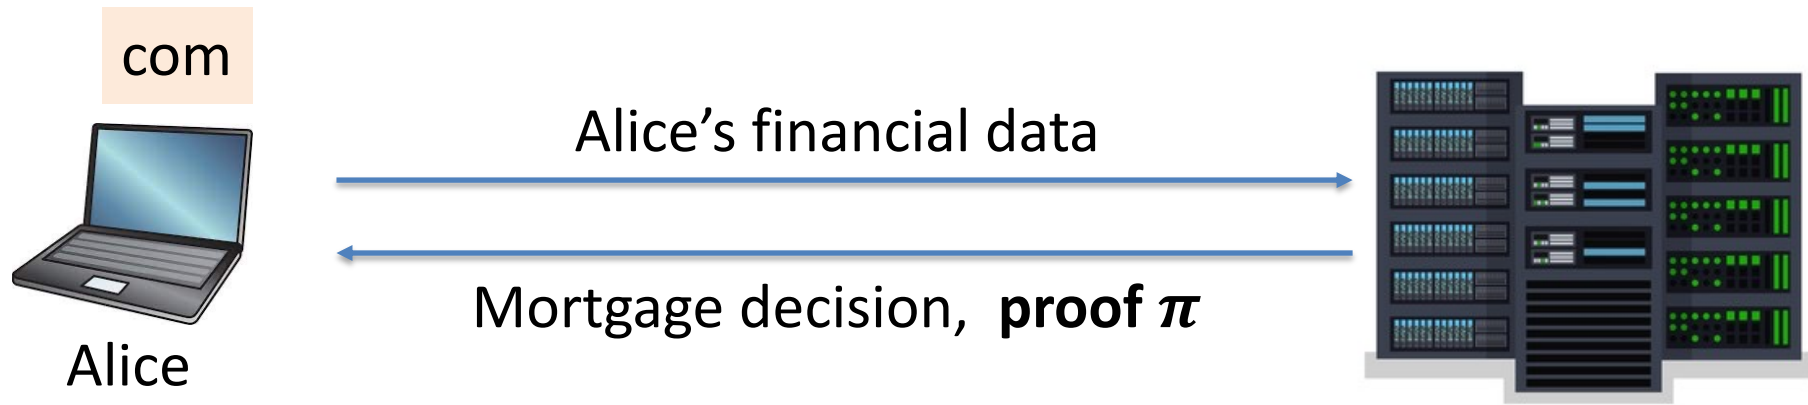 com
Alice’s financial data
Mortgage decision, proof π
Alice